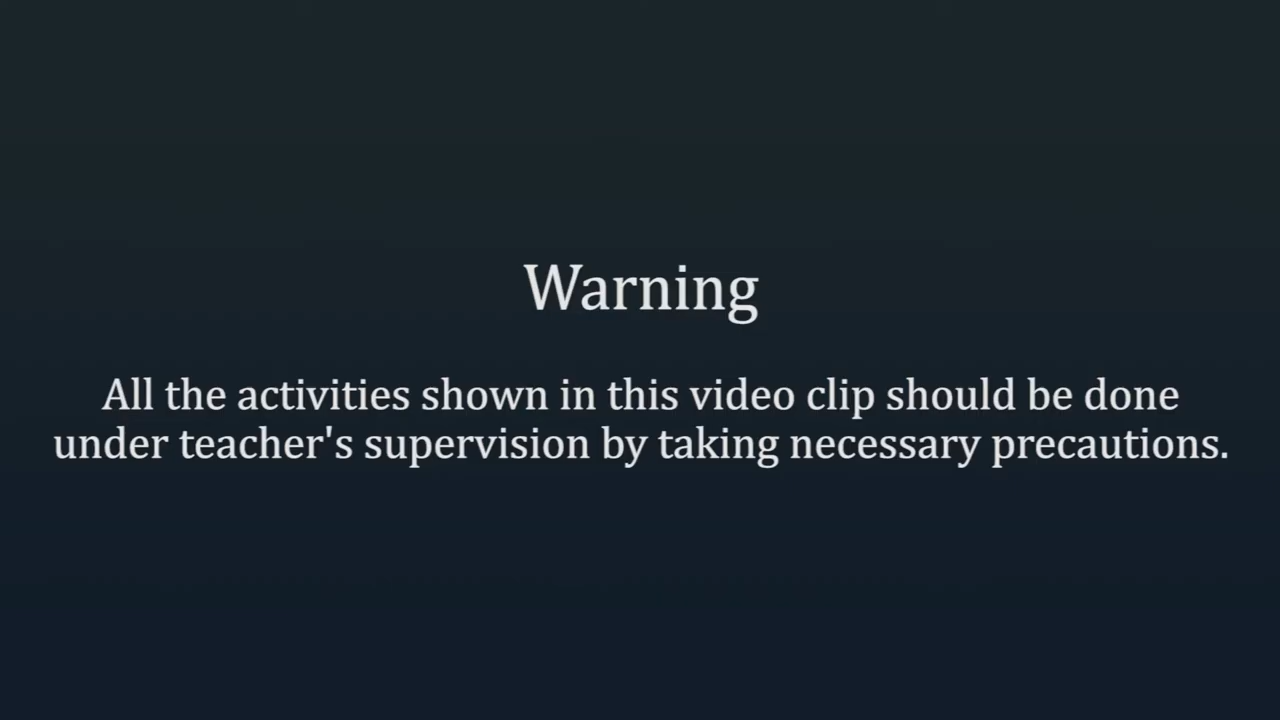 Warning
All the activities shown in this video clip should be done
under teacher's supervision by taking necessary precautions.